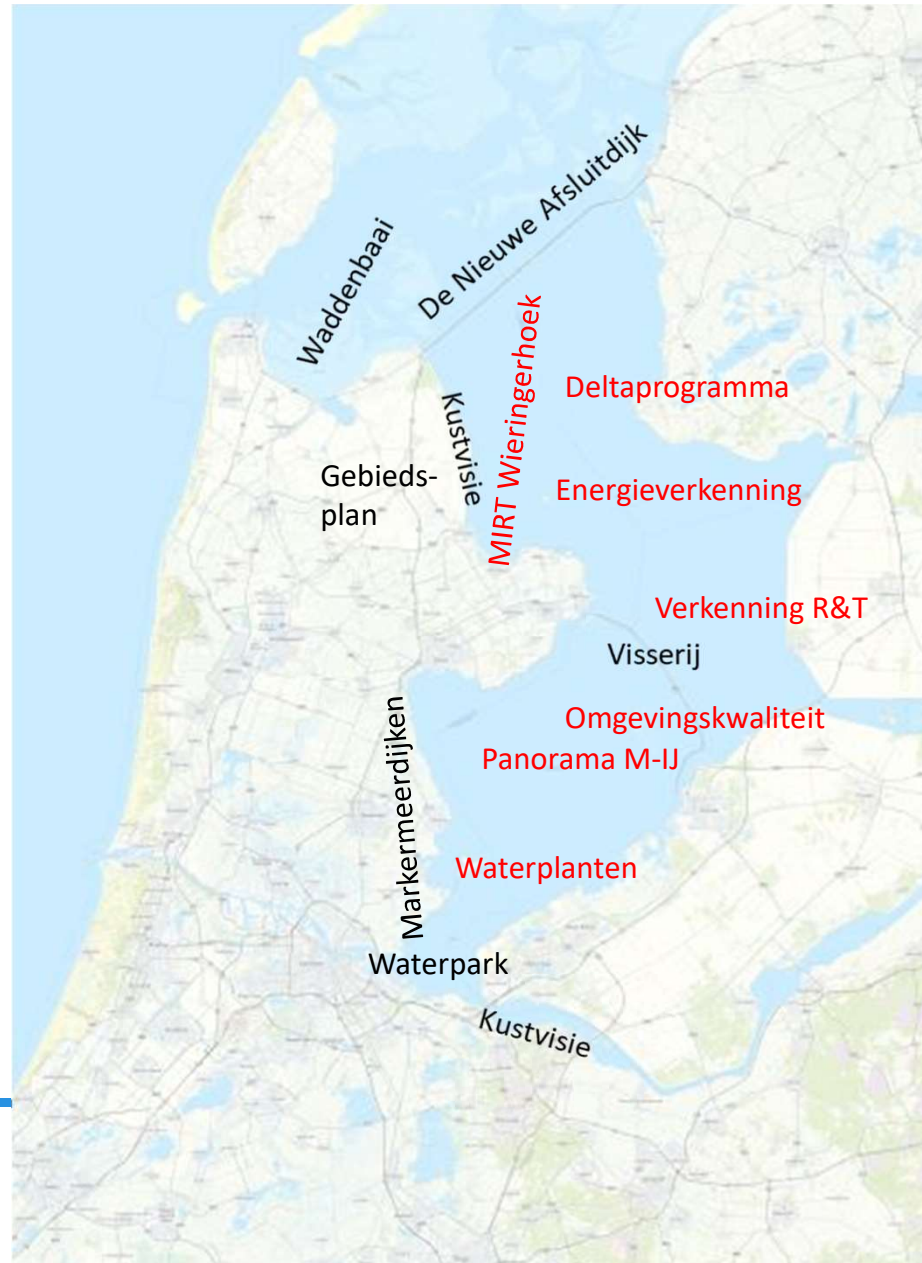 De Nieuwe Afsluitdijk
Waddenbaai
MIRT Wieringerhoek
Deltaprogramma
Kustvisie
Gebieds-
plan
Energieverkenning
Verkenning R&T
Visserij
Omgevingskwaliteit
Panorama M-IJ
Markermeerdijken
Waterplanten
Waterpark
Kustvisie